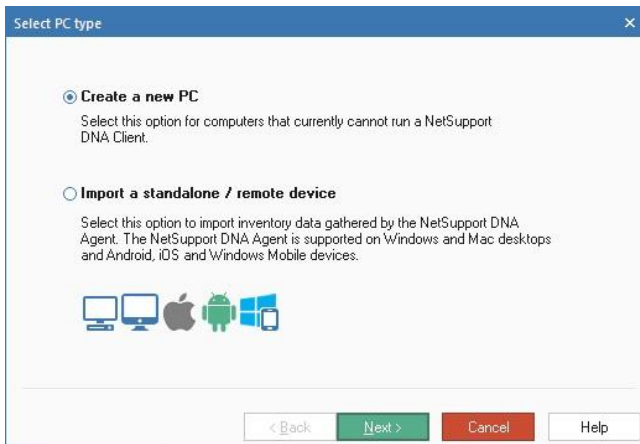 Select PC type
Create a new PC
Select this option for computers that currently cannot run a NetSupport
DNA Client.
Import a standalone / remote device
Select this option to import inventory data gathered by the NetSupport DNA
Agent. The NetSupport DNA Agent is supported on Windows and Mac desktops
and Android, iOS and Windows Mobile devices.
< Back Next > Cancel Help